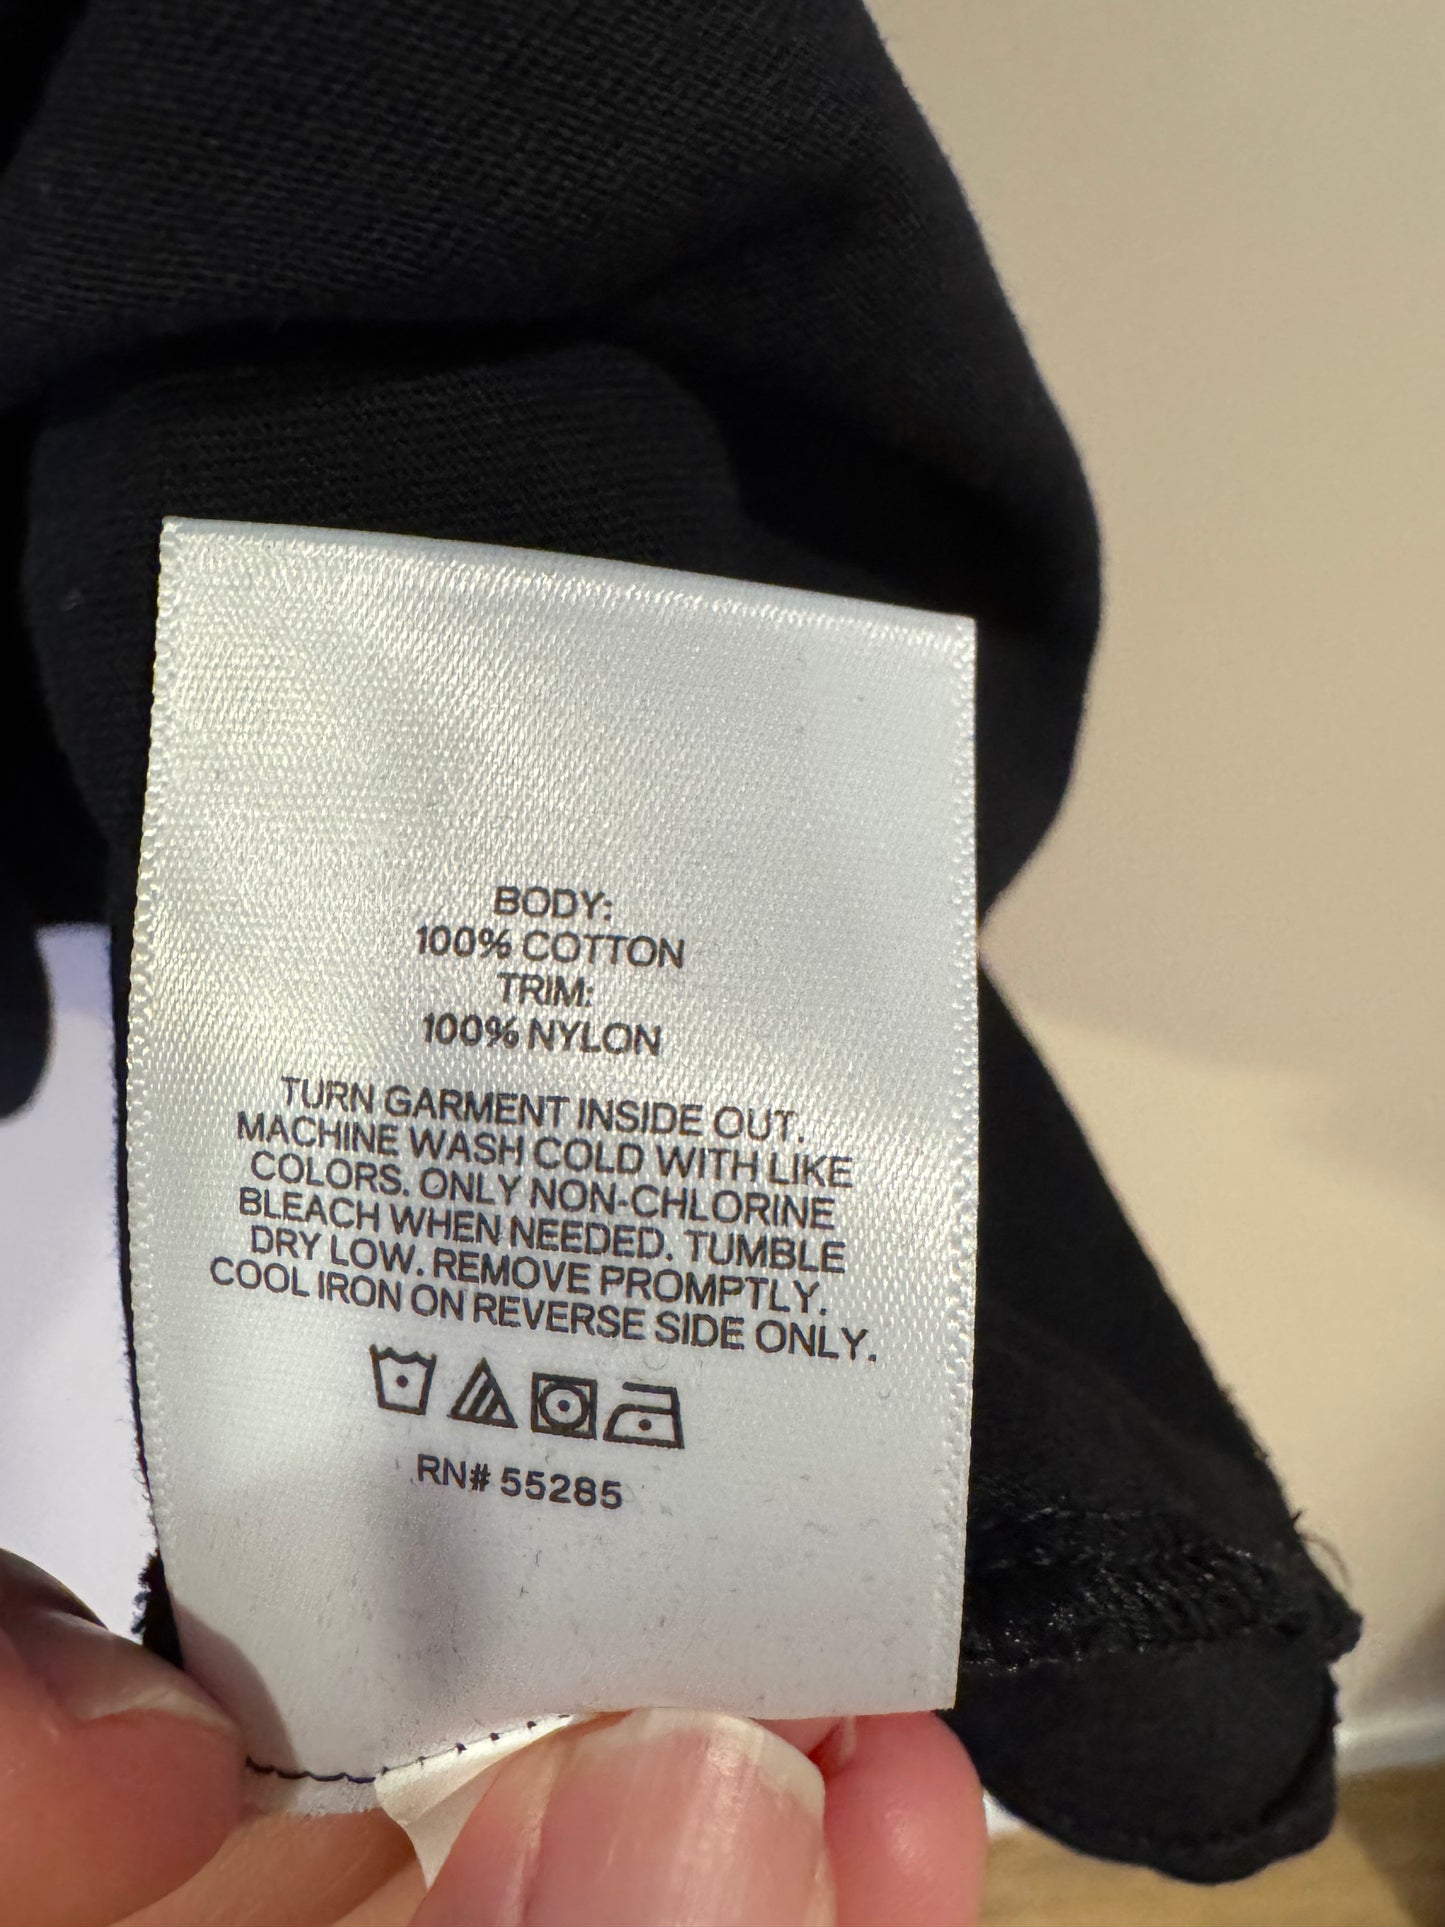 BODY:
100% COTTON
TRIM:
100% NYLON
TURN GARMENT INSIDE OUT.
MACHINE WASH COLD WITH LIKE
COLORS. ONLY NON-CHLORINE
BLEACH WHEN NEEDED. TUMBLE
DRY LOW. REMOVE PROMPTLY.
COOL IRON ON REVERSE SIDE ONLY.
RN# 55285